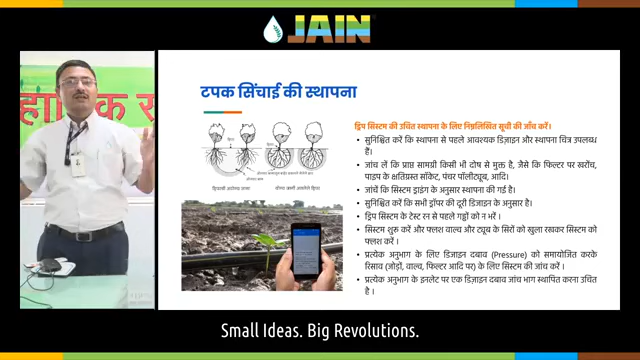 JAIN
टपक सिंचाई की स्थापना
ड्रिप सिस्टम की उचित स्थापना के लिए निम्नलिखित सूची की जाँच करें।
• सुनिश्चित करें कि स्थापना से पहले आवश्यक डिज़ाइन और स्थापना चित्र उपलब्ध
हैं।
• जांच लें कि प्राप्त सामग्री किसी भी दोष से मुक्त है, जैसे कि फिल्टर पर खरोंच,
पाइप के क्षतिग्रस्त सॉकेट, पंचर पॉलीट्यूब, आदि।
• जांचें कि सिस्टम ड्राइंग के अनुसार स्थापना की गई है।
• सुनिश्चित करें कि सभी ड्रॉपर की दूरी डिजाइन के अनुसार है।
• ड्रिप सिस्टम के टेस्ट रन से पहले गड्ढों को न भरें।
• सिस्टम शुरू करें और फ्लश वाल्व और ट्यूब के सिरों को खुला रखकर सिस्टम को
फ्लश करें।
• प्रत्येक अनुभाग के लिए डिजाइन दबाव (Pressure) को समायोजित करके
रिसाव (जोड़ों, वाल्व, फिल्टर आदि पर) के लिए सिस्टम की जांच करें ।
• प्रत्येक अनुभाग के इनलेट पर एक डिज़ाइन दबाव जांच भाग स्थापित करना उचित
है ।
Small Ideas. Big Revolutions.